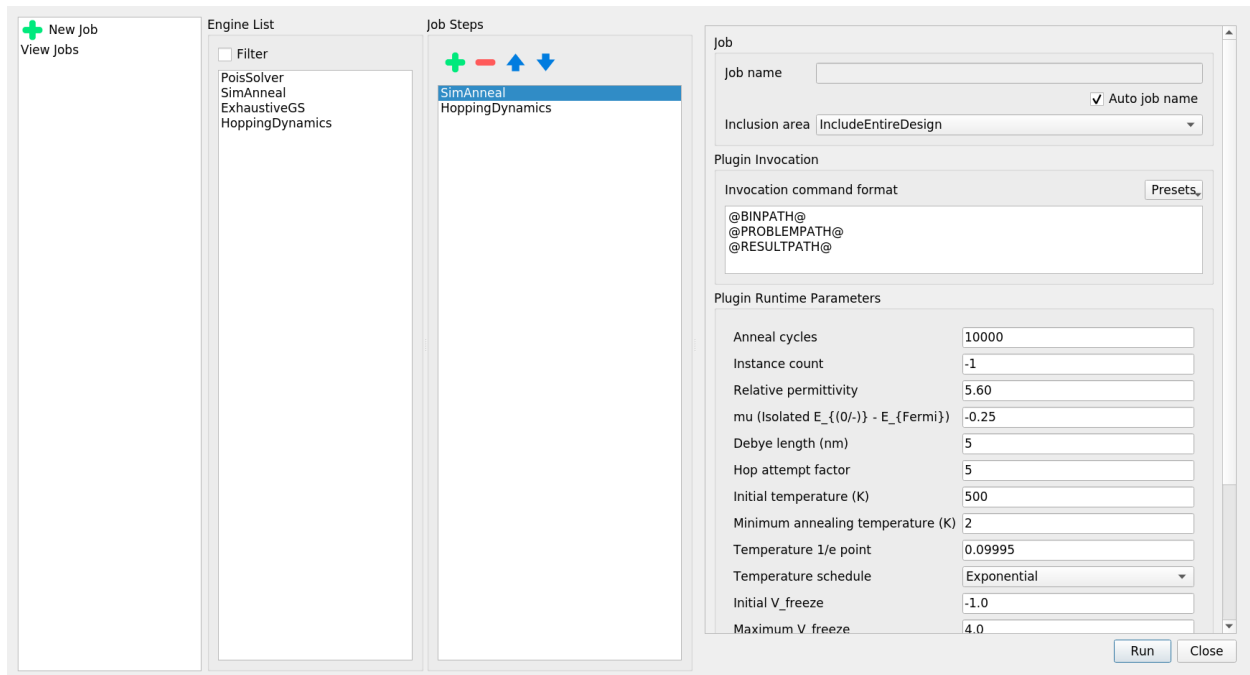 New Job
View Jobs
Engine List
Filter
PoisSolver
SimAnneal
ExhaustiveGS
HoppingDynamics
Job Steps
SimAnneal
HoppingDynamics
Job
Job name
Auto job name
Inclusion area IncludeEntireDesign
Plugin Invocation
Invocation command format Presets
@BINPATH@
@PROBLEMPATH@
@RESULTPATH@
Plugin Runtime Parameters
Anneal cycles 10000
Instance count -1
Relative permittivity 5.60
mu (Isolated E_{(0/-)} - E_{Fermi}) -0.25
Debye length (nm) 5
Hop attempt factor 5
Initial temperature (K) 500
Minimum annealing temperature (K) 2
Temperature 1/e point 0.09995
Temperature schedule Exponential
Initial V_freeze -1.0
Maximum V_freeze 4.0
Run Close